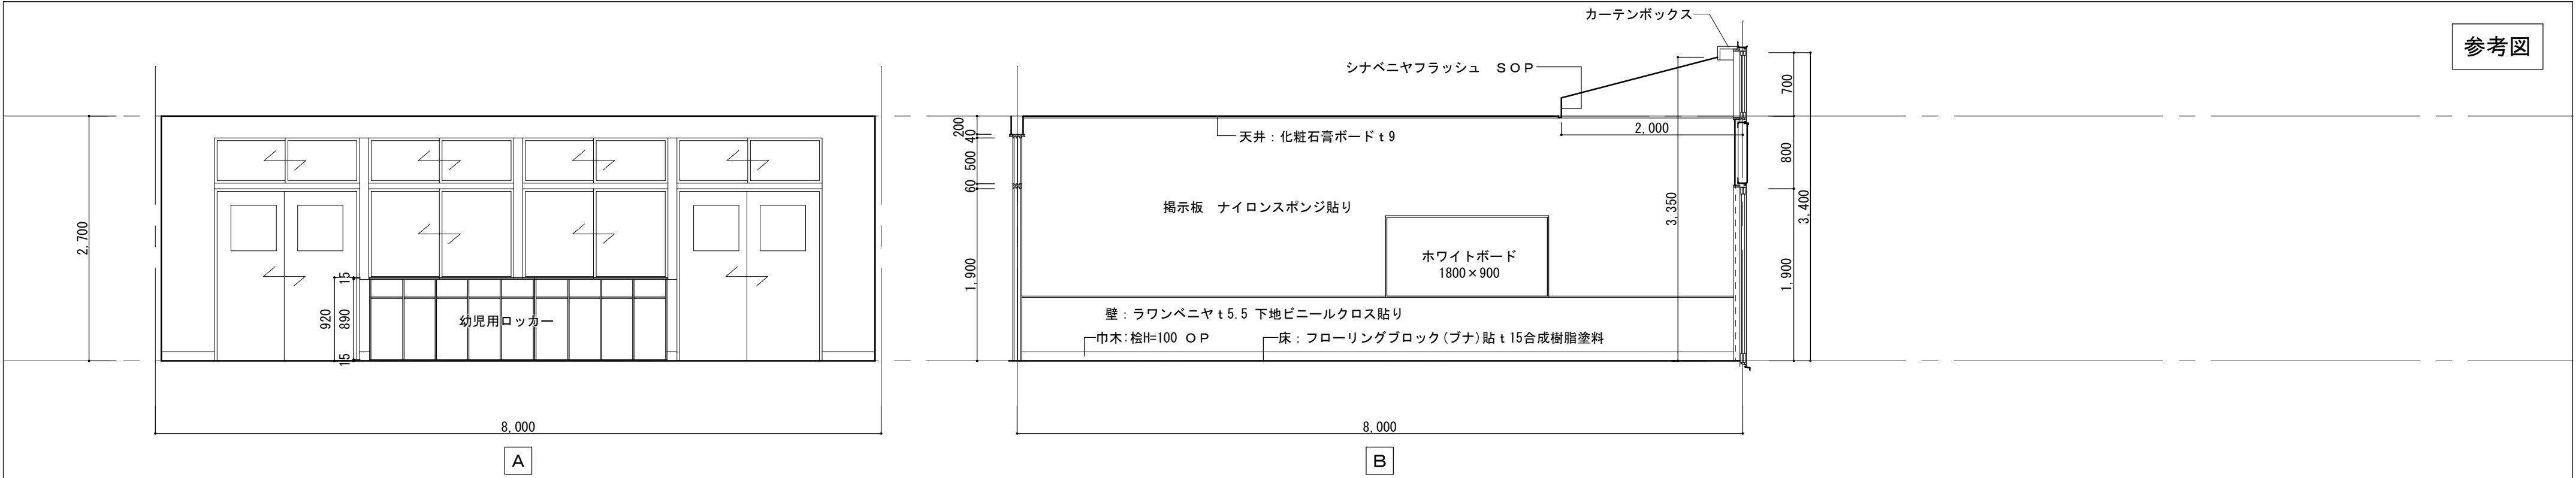 カーテンボックス
参考図
シナベニヤフラッシュ　ＳＯＰ
700
200
40
天井：化粧石膏ボードｔ9
2,000
500
60
800
2,700
掲示板　ナイロンスポンジ貼り
3,350
3,400
ホワイトボード
1800×900
1,900
1,900
15
920
890
15
幼児用ロッカー
壁：ラワンベニヤｔ5.5 下地ビニールクロス貼り
巾木:桧H=100 ＯＰ
床：フローリングブロック(ブナ)貼ｔ15合成樹脂塗料
8,000
8,000
A
B